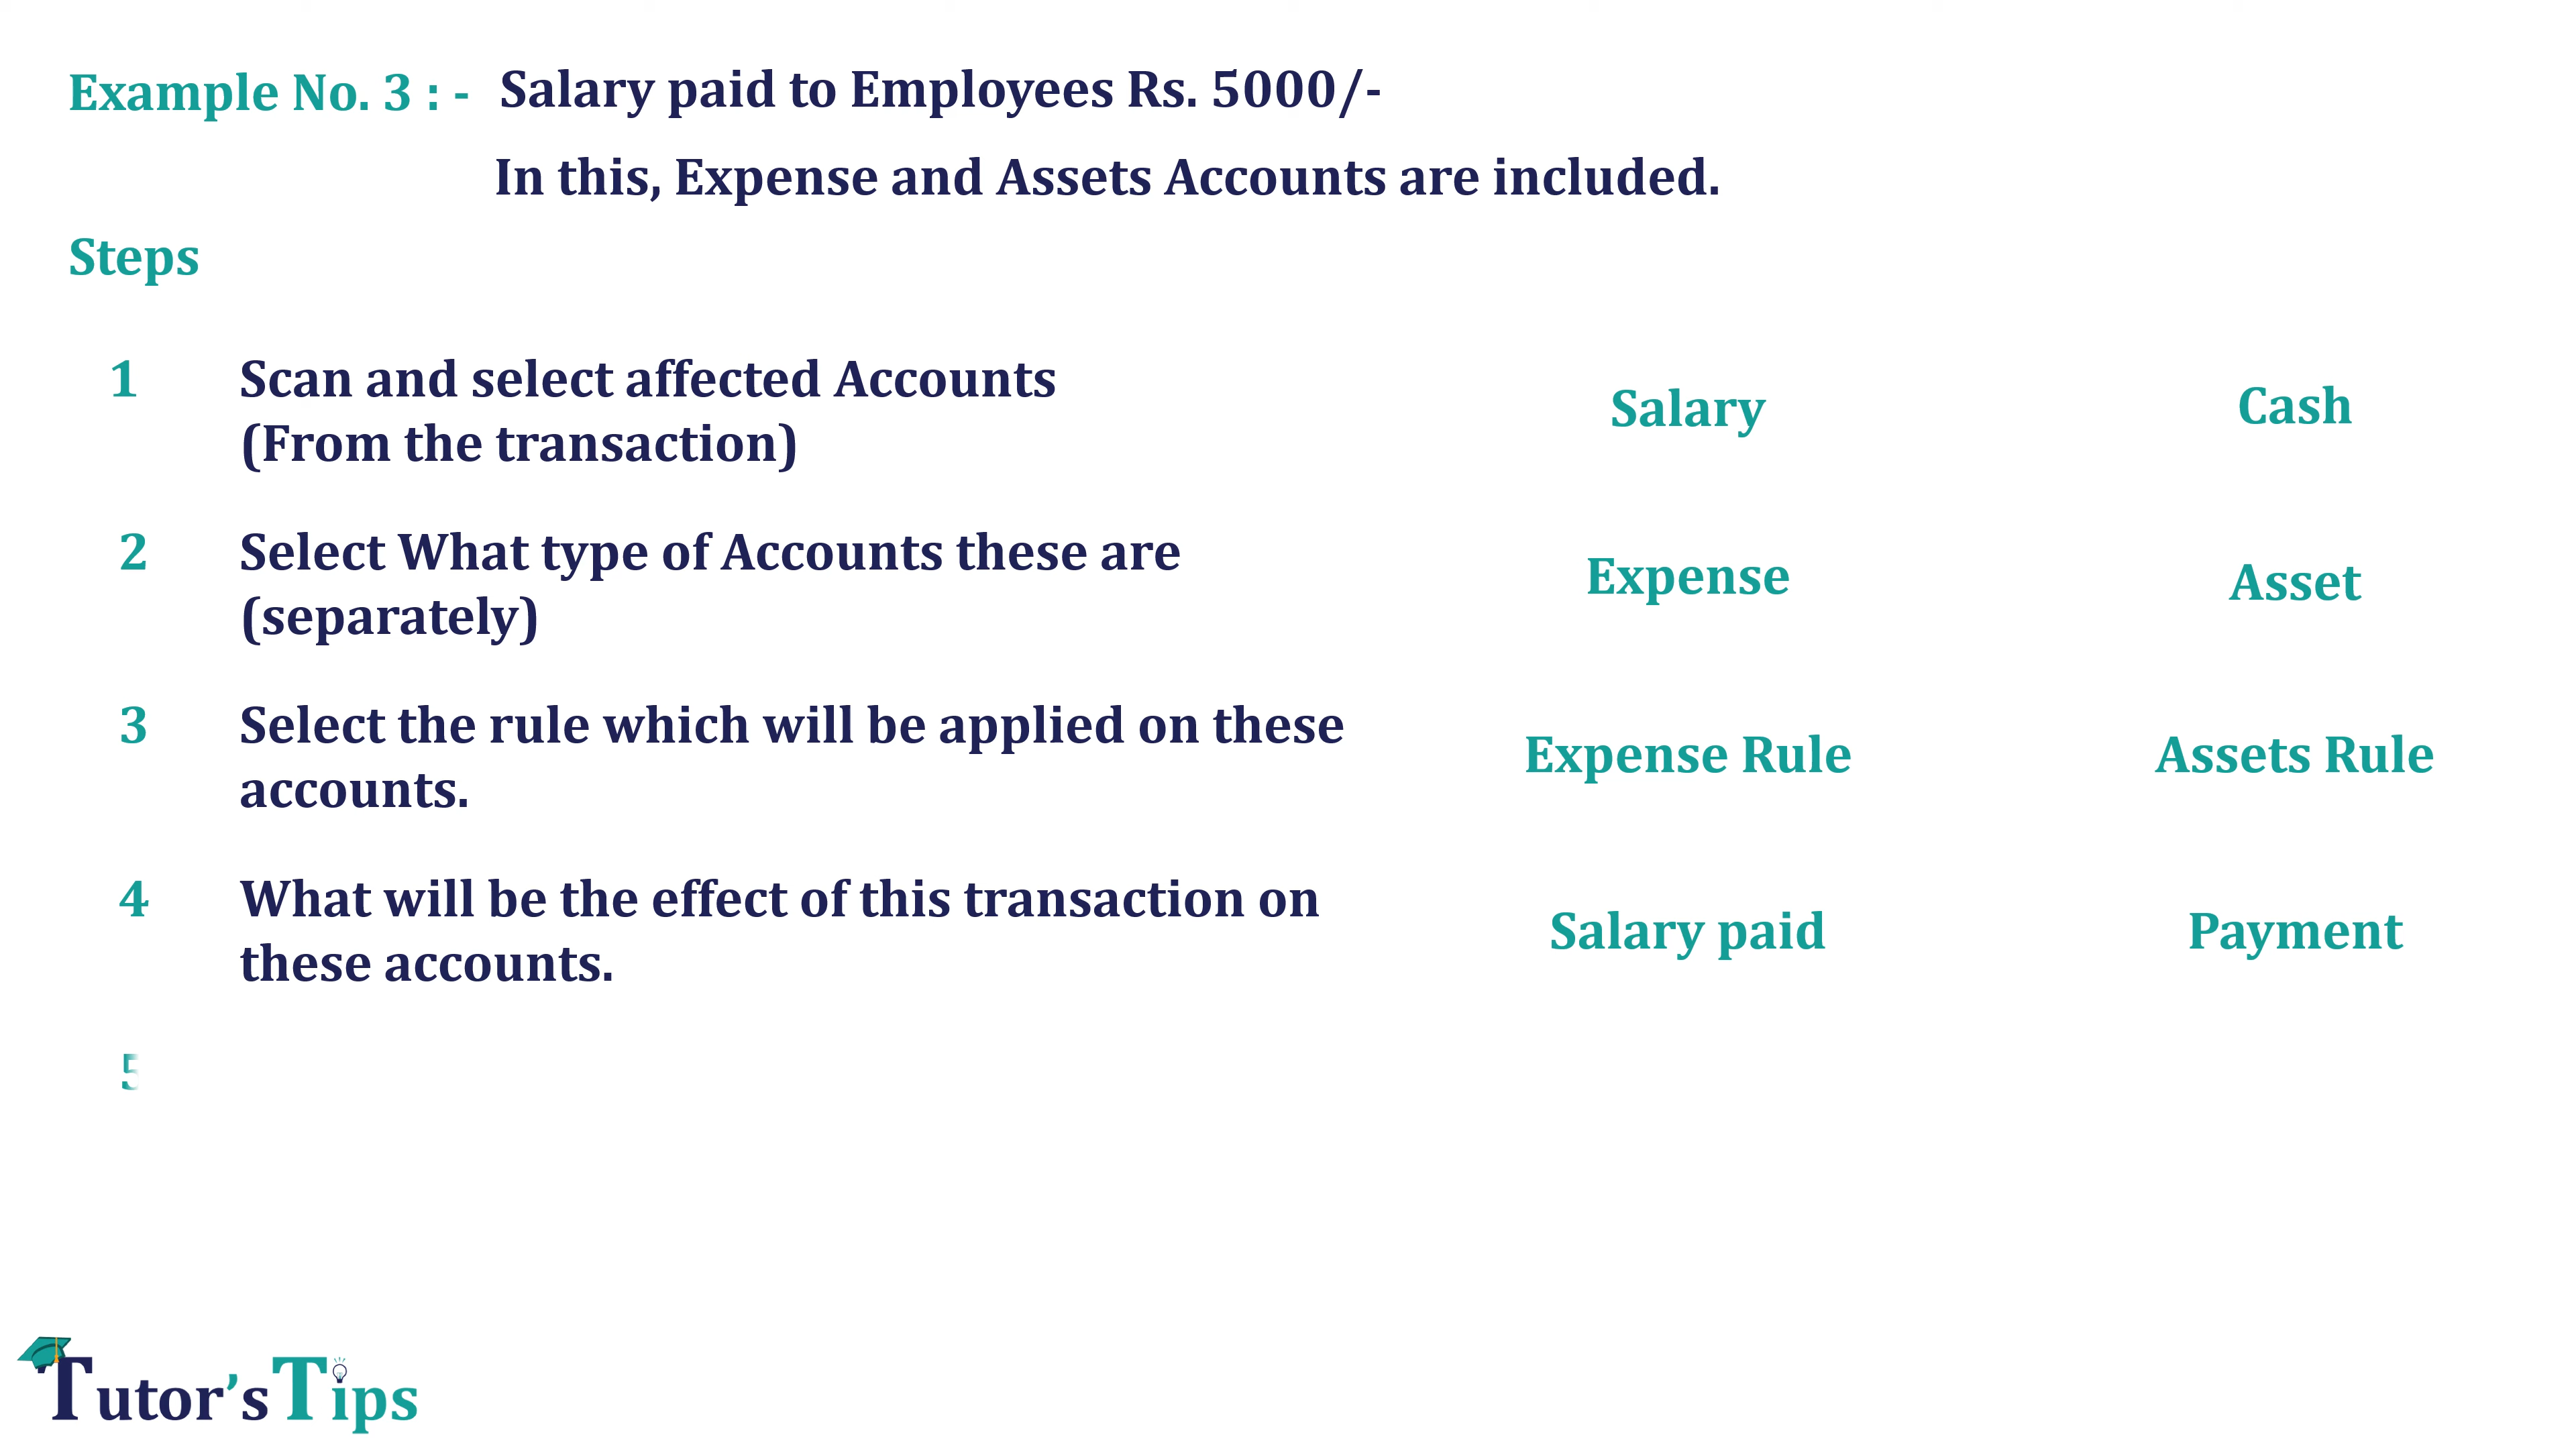 Example No. 3 : - Salary paid to Employees Rs. 5000/-
In this, Expense and Assets Accounts are included.
Steps
1 Scan and select affected Accounts
(From the transaction)
Salary Cash
2 Select What type of Accounts these are
(separately)
Expense Asset
3 Select the rule which will be applied on these
accounts.
Expense Rule Assets Rule
4 What will be the effect of this transaction on
these accounts.
Salary paid Payment
5
Tutor's Tips